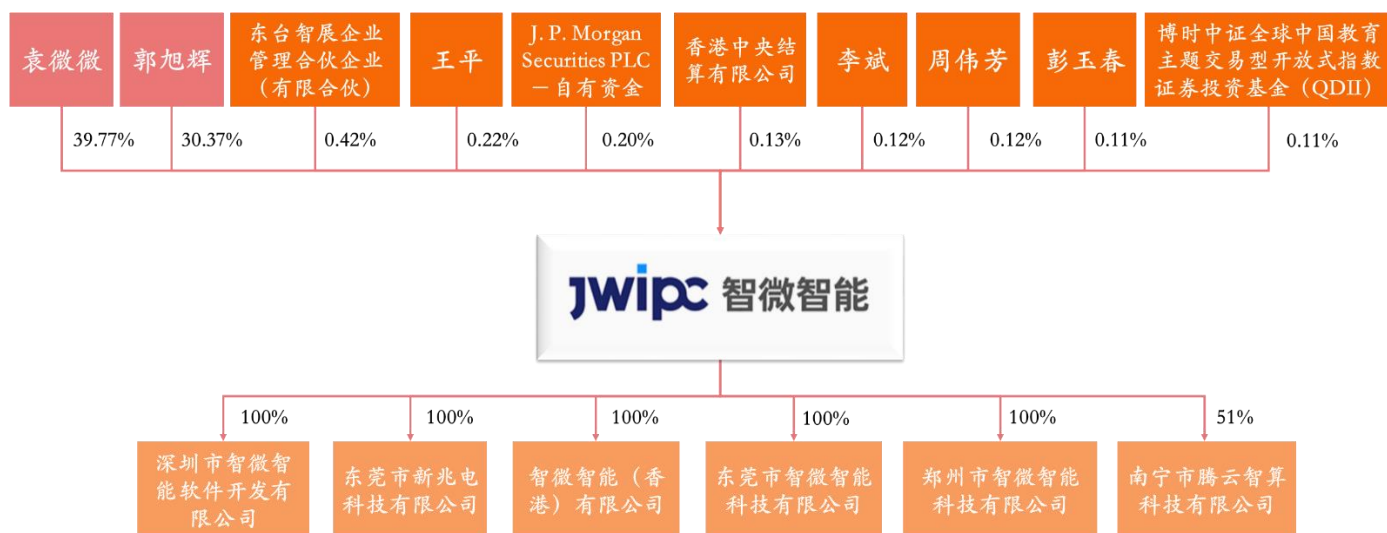 袁微微
郭旭辉
东台智展企业
管理合伙企业
（有限合伙）
王平
J. P. Morgan
Securities PLC
－自有资金
香港中央结
算有限公司
李斌
周伟芳
彭玉春
博时中证全球中国教育
主题交易型开放式指数
证券投资基金（QDII）
39.77%
30.37%
0.42%
0.22%
0.20%
0.13%
0.12%
0.12%
0.11%
0.11%
JWIPC 智微智能
100%
100%
100%
100%
100%
51%
深圳市智微智
能软件开发有
限公司
东莞市新兆电
科技有限公司
智微智能（香
港）有限公司
东莞市智微智能
科技有限公司
郑州市智微智能
科技有限公司
南宁市腾云智算
科技有限公司